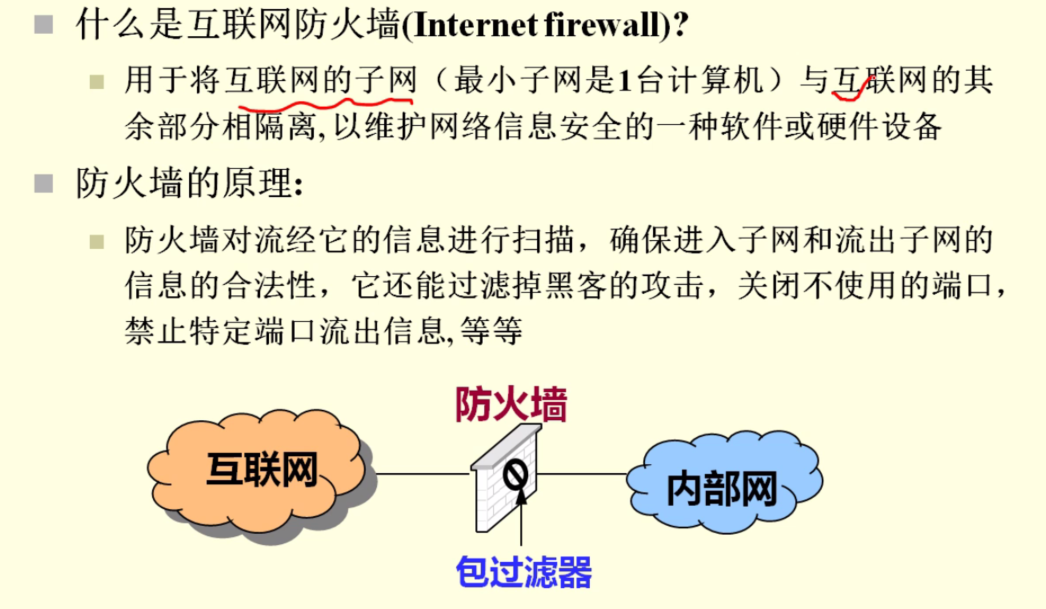 什么是互联网防火墙(Internet firewall)?
用于将互联网的子网（最小子网是1台计算机）与互联网的其
余部分相隔离, 以维护网络信息安全的一种软件或硬件设备
防火墙的原理:
防火墙对流经它的信息进行扫描，确保进入子网和流出子网的
信息的合法性，它还能过滤掉黑客的攻击，关闭不使用的端口，
禁止特定端口流出信息, 等等
防火墙
互联网
内部网
包过滤器